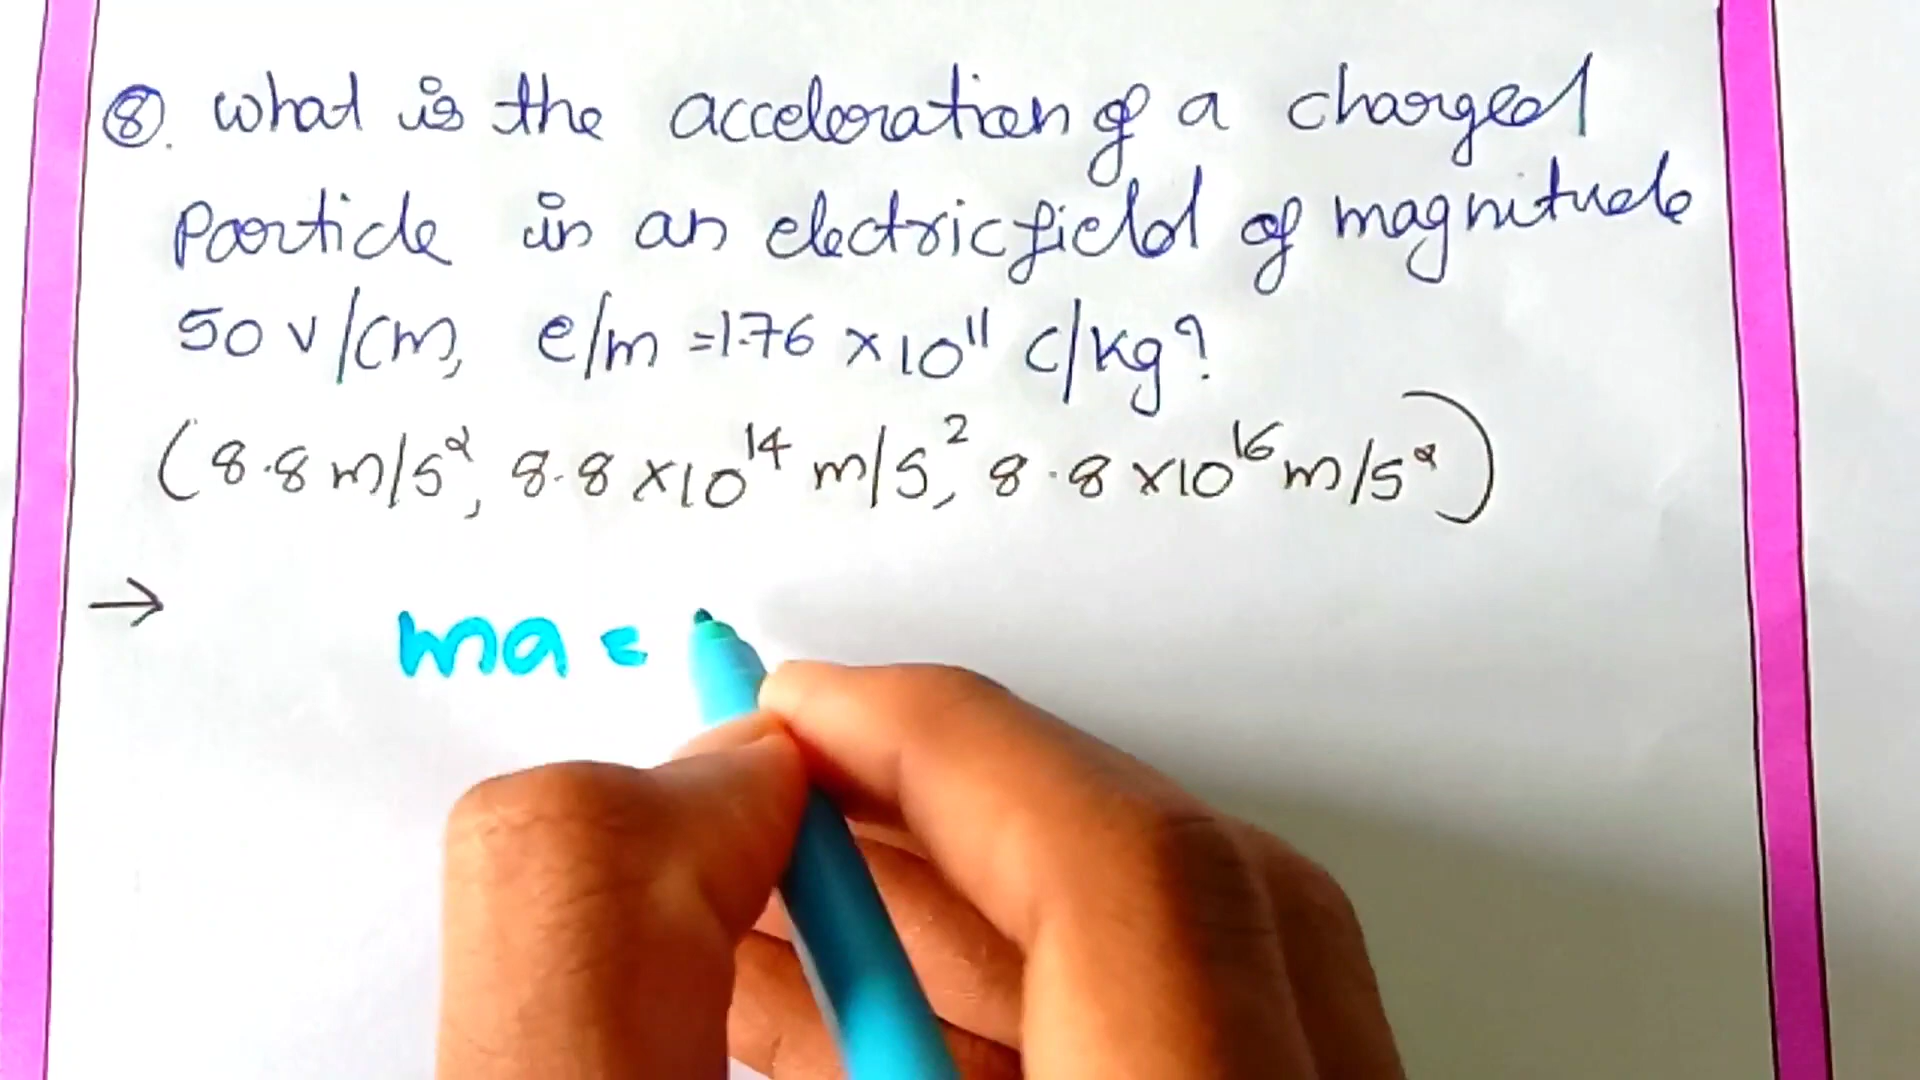 8. what is the acceleration of a charged
Particle in an electric field of magnitude
50 v/cm, e/m = 1.76 × 10¹¹ c/kg?
(8.8 m/s², 8.8 × 10¹⁴ m/s², 8.8 × 10¹⁶ m/s²)
→ ma =